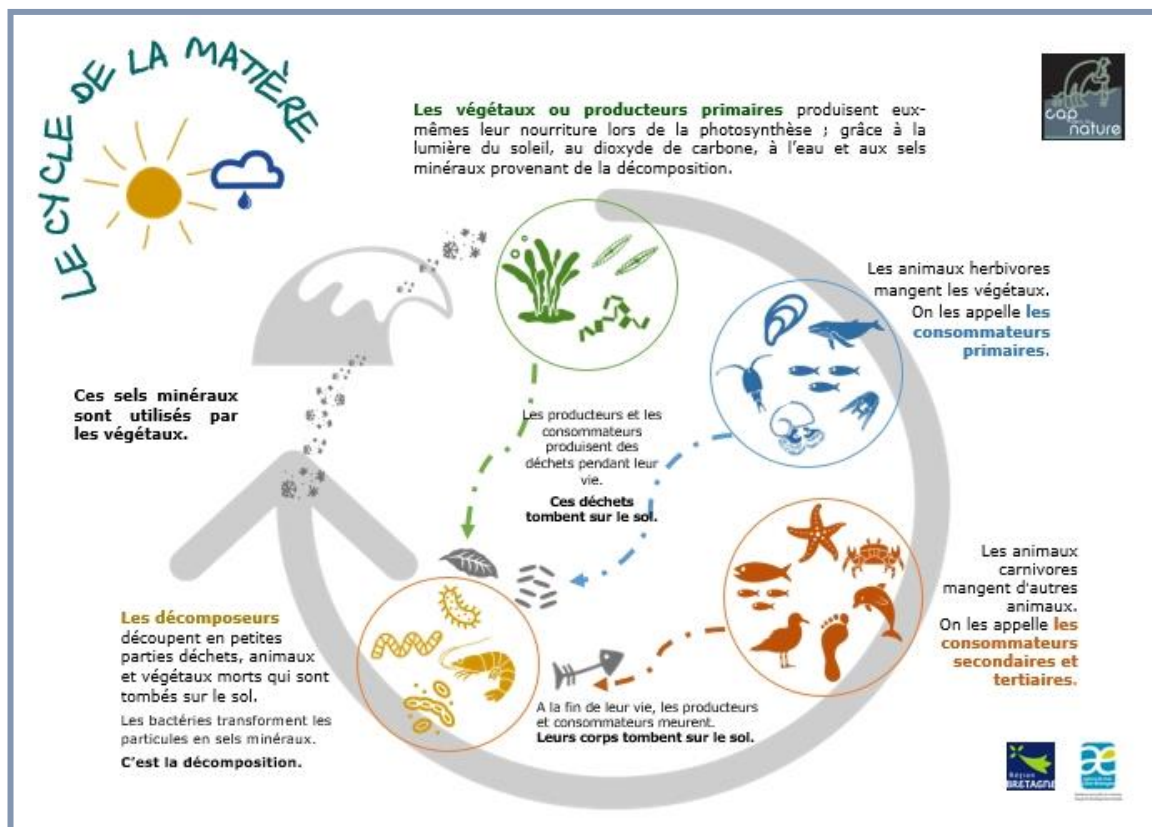 LE CYCLE DE LA MATIÈRE
cap
nature
Les végétaux ou producteurs primaires produisent eux-
mêmes leur nourriture lors de la photosynthèse ; grâce à la
lumière du soleil, au dioxyde de carbone, à l'eau et aux sels
minéraux provenant de la décomposition.
Les animaux herbivores
mangent les végétaux.
On les appelle les
consommateurs
primaires.
Ces sels minéraux
sont utilisés par
les végétaux.
Les producteurs et les
consommateurs
produisent des
déchets pendant leur
vie.
Ces déchets
tombent sur le sol.
Les animaux
carnivores
mangent d'autres
animaux.
On les appelle les
consommateurs
secondaires et
tertiaires.
Les décomposeurs
découpent en petites
parties déchets, animaux
et végétaux morts qui sont
tombés sur le sol.
Les bactéries transforment les
particules en sels minéraux.
C'est la décomposition.
A la fin de leur vie, les producteurs
et consommateurs meurent.
Leurs corps tombent sur le sol.
Région
BRETAGNE